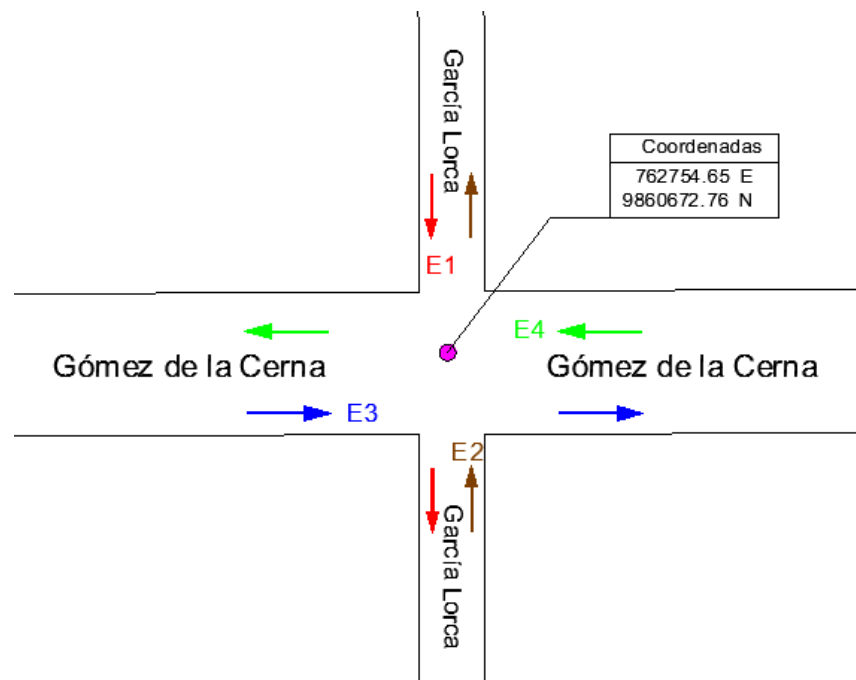 García Lorca
Coordenadas
762754.65 E
9860672.76 N
E1
E4
Gómez de la Cerna
Gómez de la Cerna
E3
E2
García Lorca